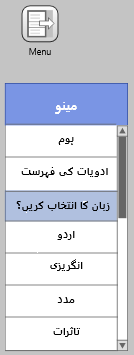 Menu
مینو
ہوم
ادویات کی فہرست
زبان کا انتخاب کریں؟
اردو
انگریزی
مدد
تاثرات